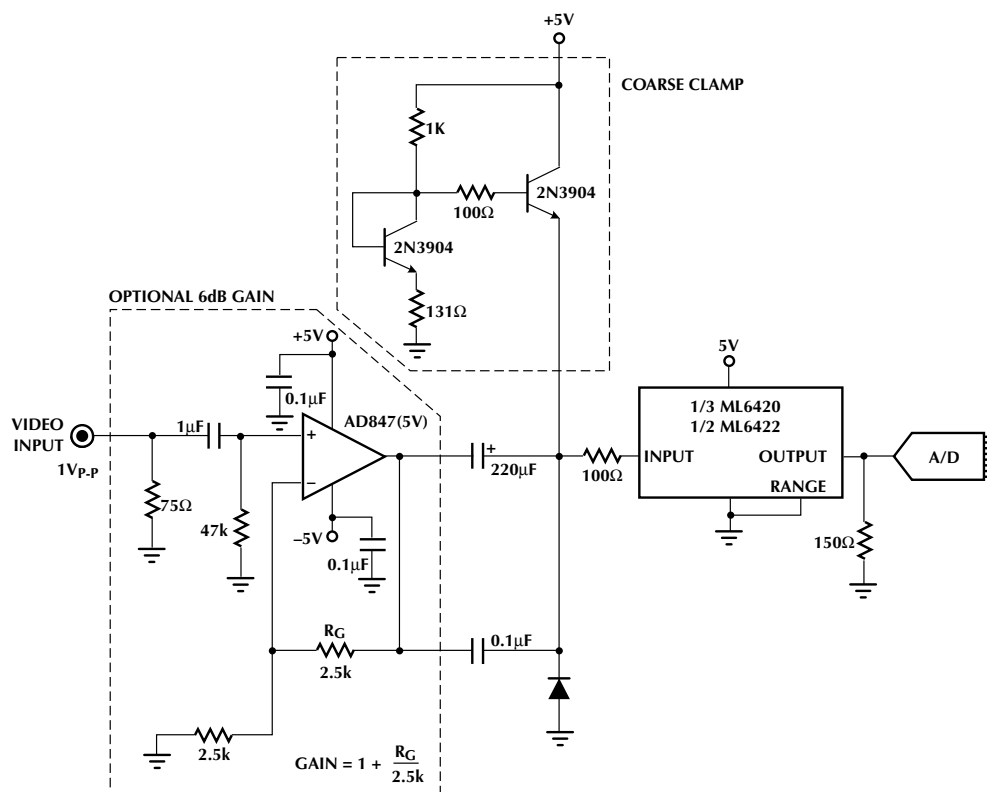 +5V
COARSE CLAMP
1K
100Ω
2N3904
2N3904
131Ω
OPTIONAL 6dB GAIN
+5V
0.1µF
AD847(5V)
VIDEO
INPUT
1VP-P
1µF
+
–
75Ω
47k
–5V
0.1µF
+
220µF
100Ω
5V
1/3 ML6420
1/2 ML6422
INPUT
OUTPUT
RANGE
A/D
150Ω
RG
2.5k
0.1µF
2.5k
GAIN = 1 + RG
2.5k